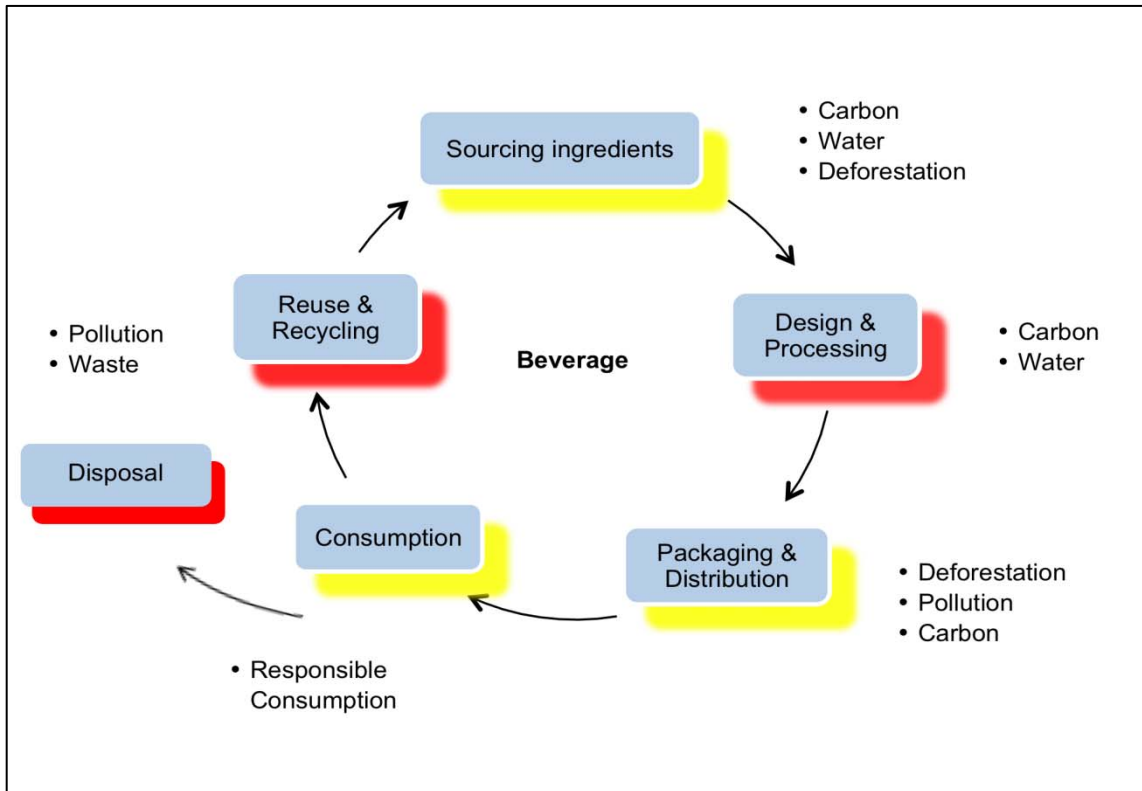 Sourcing ingredients
• Carbon
• Water
• Deforestation
Design &
Processing
• Carbon
• Water
Packaging &
Distribution
• Deforestation
• Pollution
• Carbon
Consumption
• Responsible
Consumption
Disposal
Reuse &
Recycling
• Pollution
• Waste
Beverage